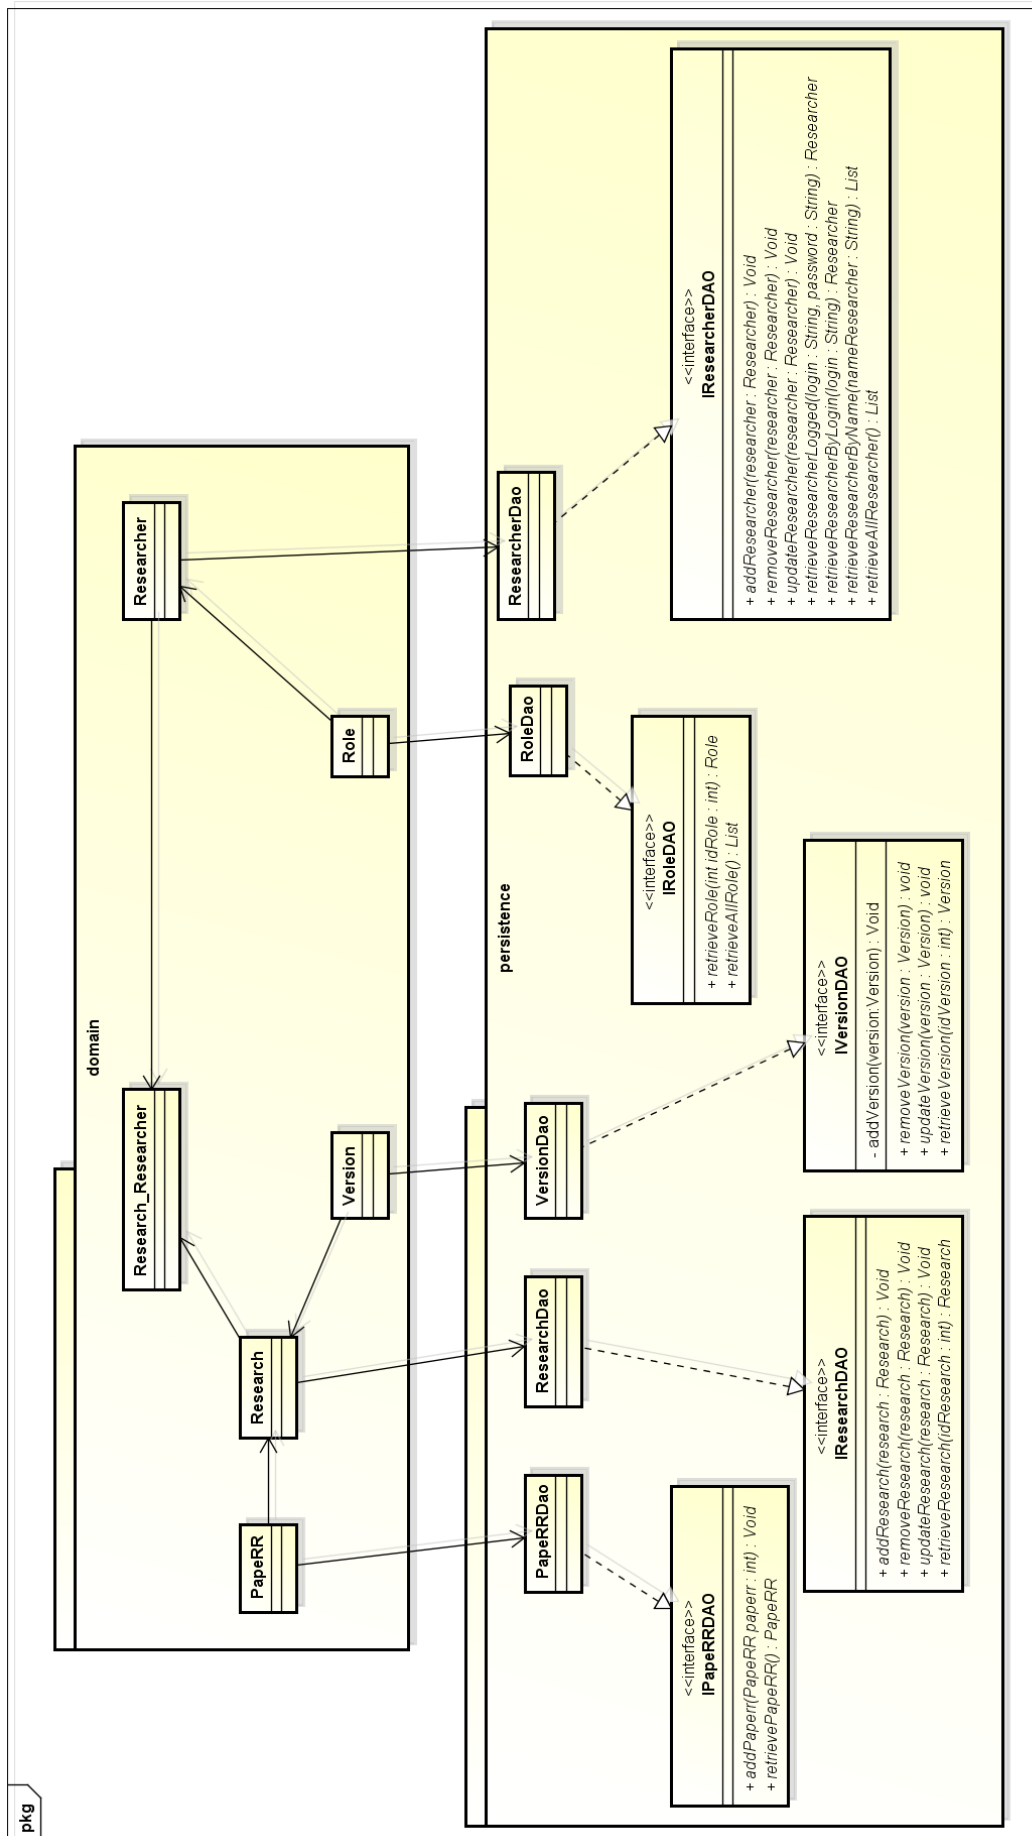 pkg
domain
PapeRR
Research
Research_Researcher
Version
Role
Researcher
persistence
PapeRRDao
ResearchDao
VersionDao
RoleDao
ResearcherDao
<<interface>>
IPapeRRDAO
+ addPaperr(PapeRR paperr : int) : Void
+ retrievePapeRR() : PapeRR
<<interface>>
IResearchDAO
+ addResearch(research : Research) : Void
+ removeResearch(research : Research) : Void
+ updateResearch(research : Research) : Void
+ retrieveResearch(idResearch : int) : Research
<<interface>>
IVersionDAO
- addVersion(version:Version) : Void
+ removeVersion(version : Version) : void
+ updateVersion(version : Version) : void
+ retrieveVersion(idVersion : int) : Version
<<interface>>
IRoleDAO
+ retrieveRole(int idRole : int) : Role
+ retrieveAllRole() : List
<<interface>>
IResearcherDAO
+ addResearcher(researcher : Researcher) : Void
+ removeResearcher(researcher : Researcher) : Void
+ updateResearcher(researcher : Researcher) : Void
+ retrieveResearcherLogged(login : String, password : String) : Researcher
+ retrieveResearcherByLogin(login : String) : Researcher
+ retrieveResearcherByName(nameResearcher : String) : List
+ retrieveAllResearcher() : List